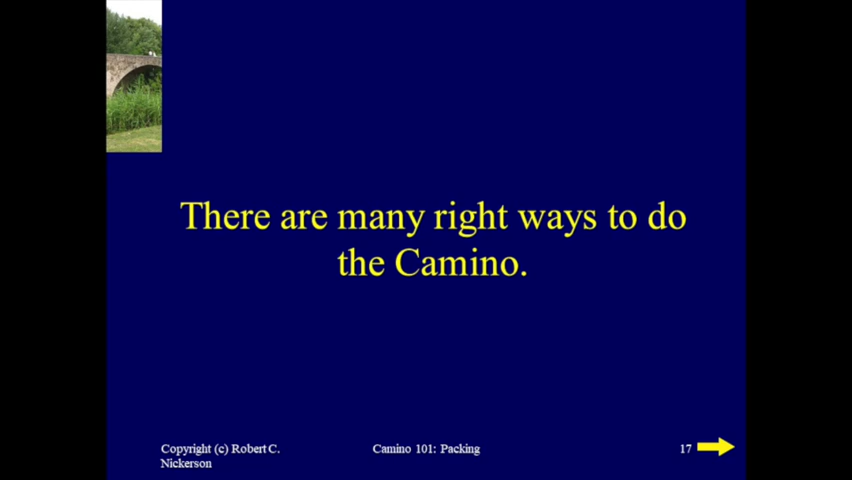 There are many right ways to do
the Camino.
Copyright (c) Robert C.
Nickerson
Camino 101: Packing
17